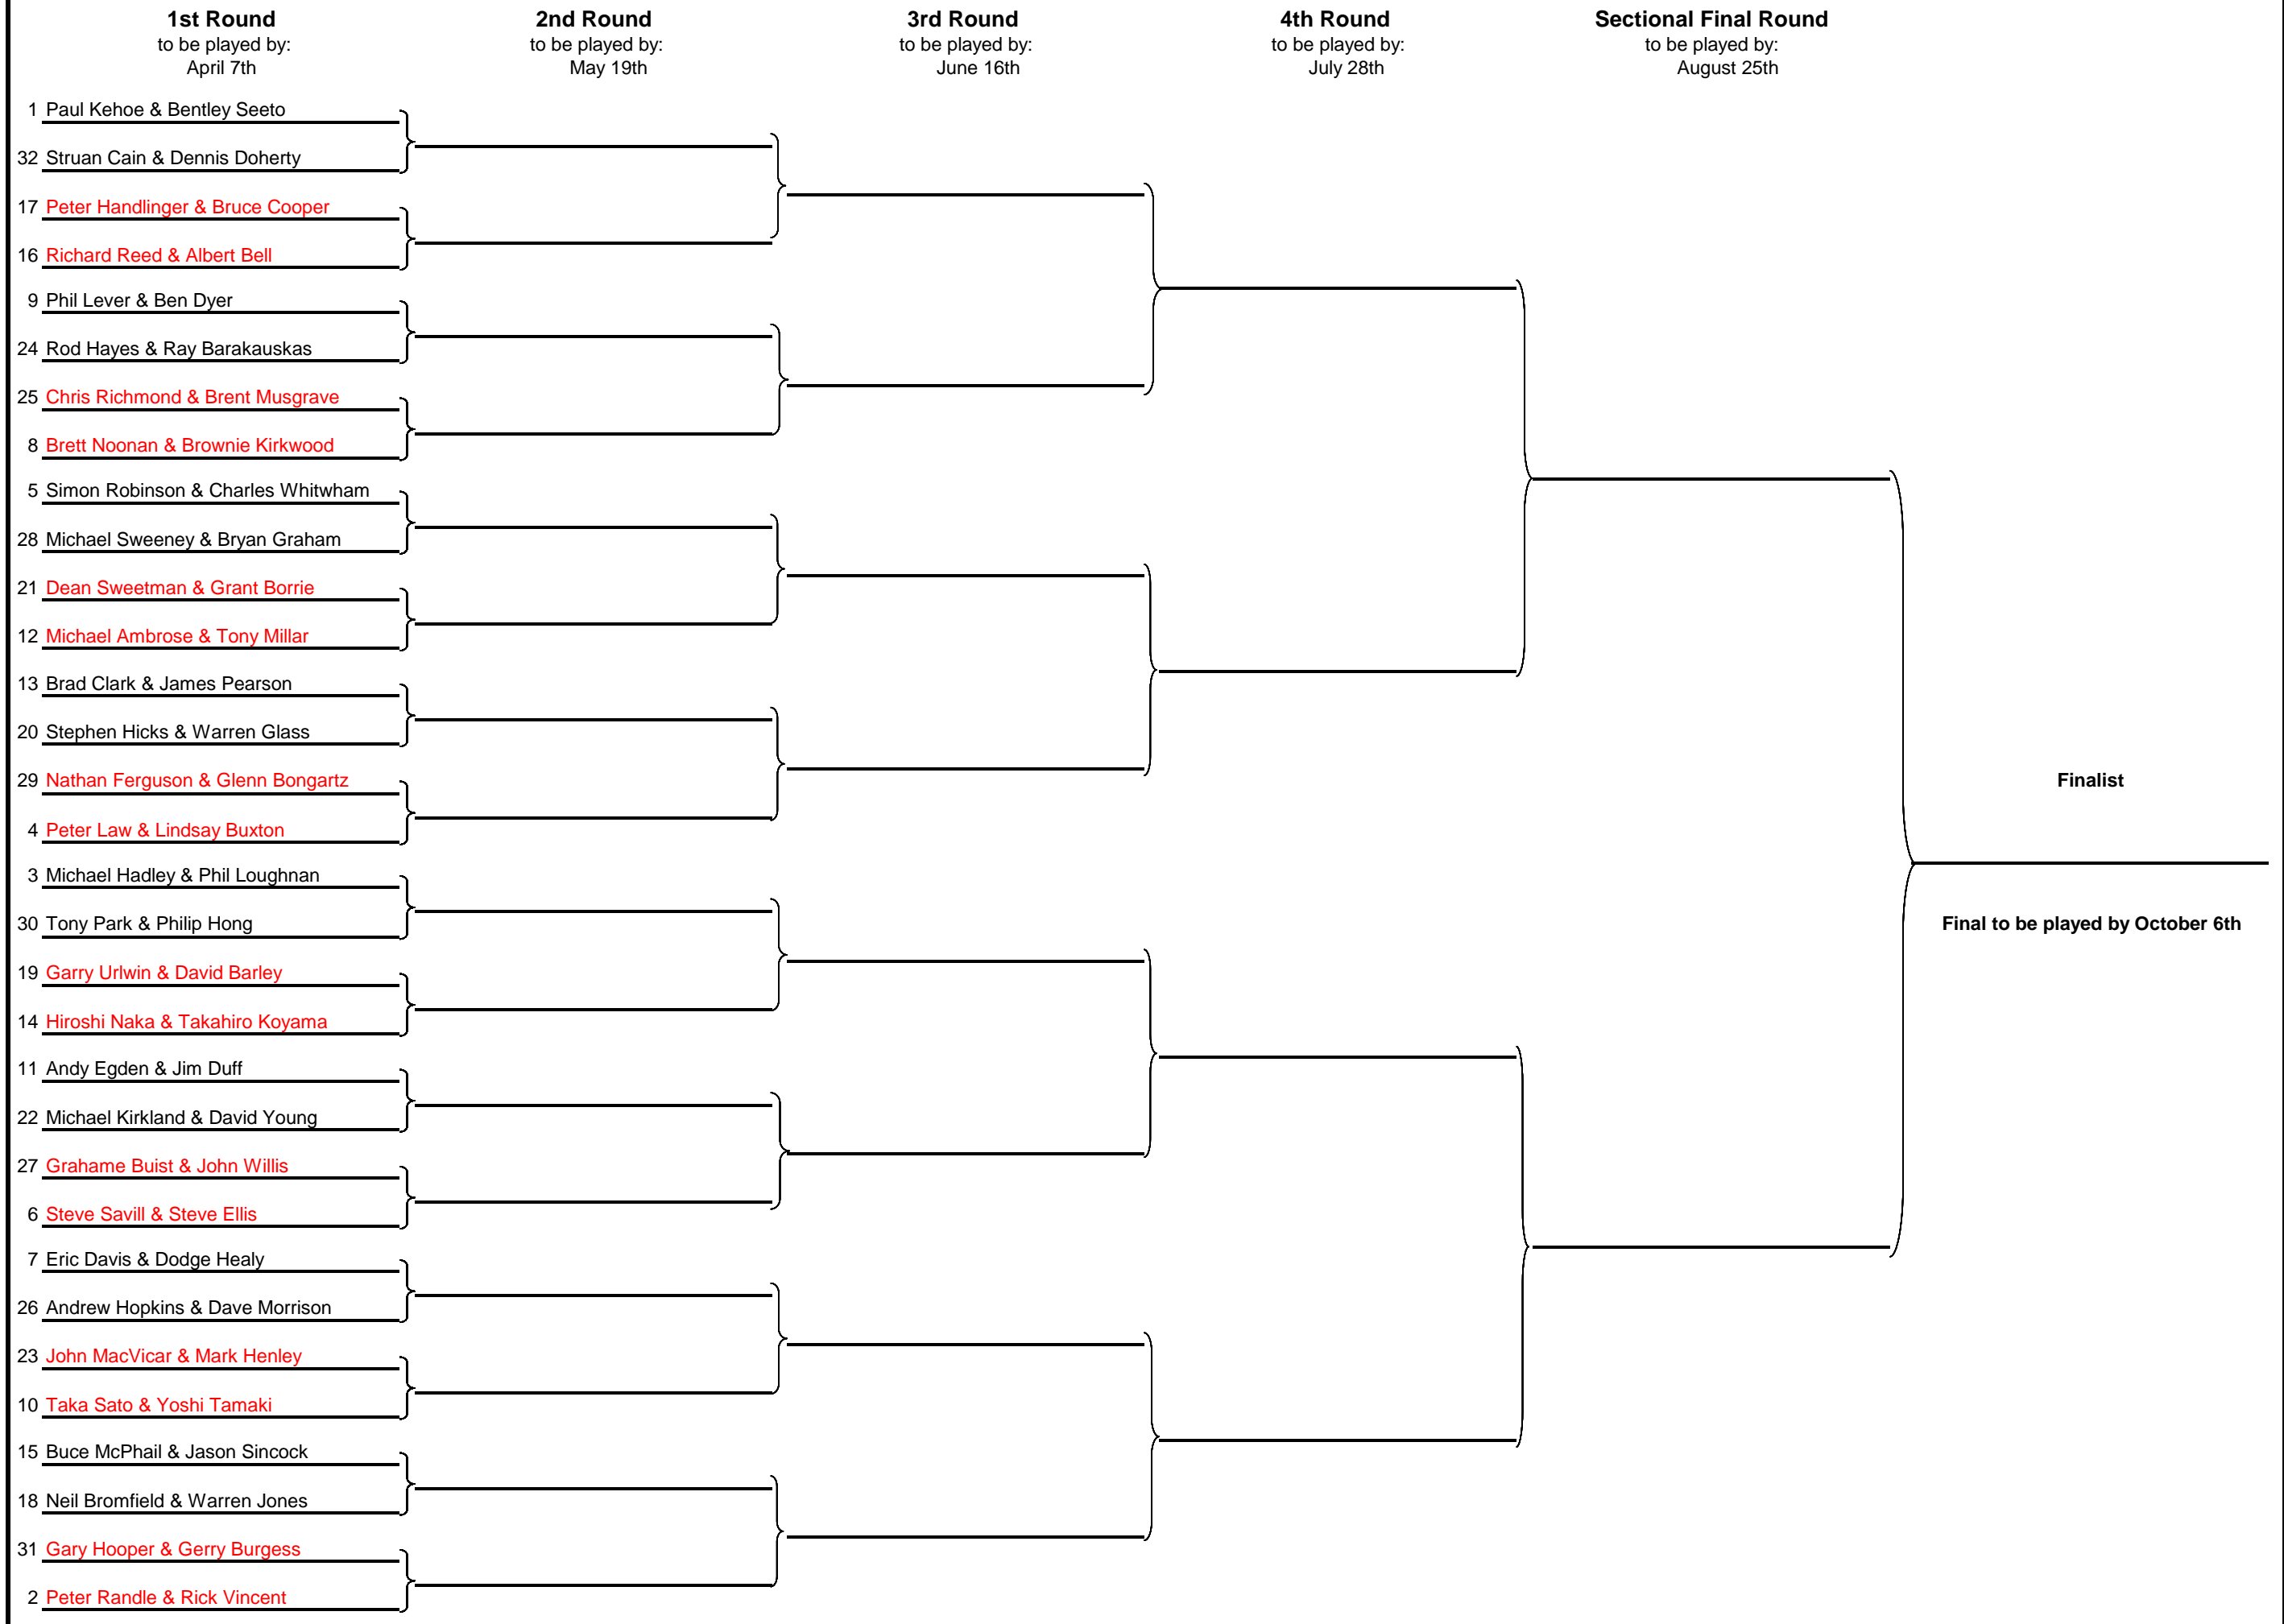 1st Round
to be played by:
April 7th
2nd Round
to be played by:
May 19th
3rd Round
to be played by:
June 16th
4th Round
to be played by:
July 28th
Sectional Final Round
to be played by:
August 25th
1 Paul Kehoe & Bentley Seeto
32 Struan Cain & Dennis Doherty
17 Peter Handlinger & Bruce Cooper
16 Richard Reed & Albert Bell
9 Phil Lever & Ben Dyer
24 Rod Hayes & Ray Barakauskas
25 Chris Richmond & Brent Musgrave
8 Brett Noonan & Brownie Kirkwood
5 Simon Robinson & Charles Whitwham
28 Michael Sweeney & Bryan Graham
21 Dean Sweetman & Grant Borrie
12 Michael Ambrose & Tony Millar
13 Brad Clark & James Pearson
20 Stephen Hicks & Warren Glass
29 Nathan Ferguson & Glenn Bongartz
4 Peter Law & Lindsay Buxton
3 Michael Hadley & Phil Loughnan
30 Tony Park & Philip Hong
19 Garry Urlwin & David Barley
14 Hiroshi Naka & Takahiro Koyama
11 Andy Egden & Jim Duff
22 Michael Kirkland & David Young
27 Grahame Buist & John Willis
6 Steve Savill & Steve Ellis
7 Eric Davis & Dodge Healy
26 Andrew Hopkins & Dave Morrison
23 John MacVicar & Mark Henley
10 Taka Sato & Yoshi Tamaki
15 Buce McPhail & Jason Sincock
18 Neil Bromfield & Warren Jones
31 Gary Hooper & Gerry Burgess
2 Peter Randle & Rick Vincent
Finalist
Final to be played by October 6th